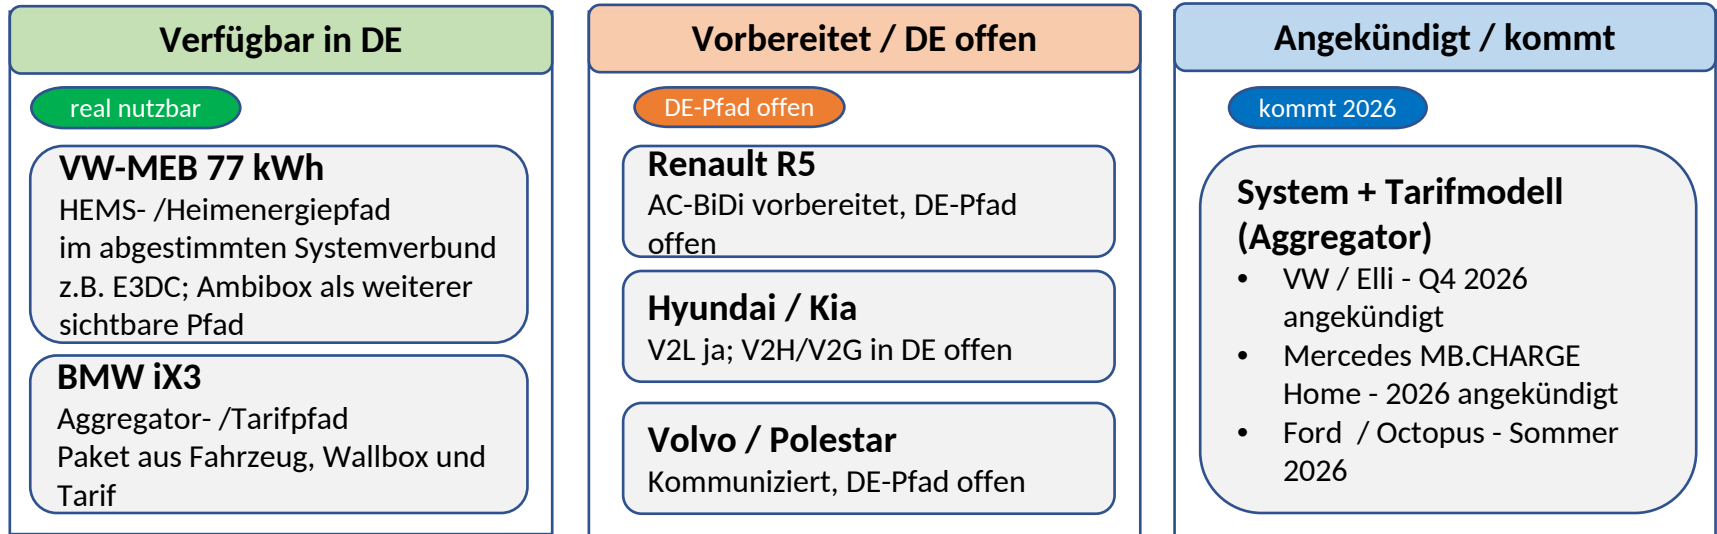 Verfügbar in DE
real nutzbar
VW-MEB 77 kWh
HEMS- /Heimenergiepfad
im abgestimmten Systemverbund
z.B. E3DC; Ambibox als weiterer
sichtbare Pfad
BMW iX3
Aggregator- /Tarifpfad
Paket aus Fahrzeug, Wallbox und
Tarif
Vorbereitet / DE offen
DE-Pfad offen
Renault R5
AC-BiDi vorbereitet, DE-Pfad
offen
Hyundai / Kia
V2L ja; V2H/V2G in DE offen
Volvo / Polestar
Kommuniziert, DE-Pfad offen
Angekündigt / kommt
kommt 2026
System + Tarifmodell
(Aggregator)
• VW / Elli - Q4 2026
angekündigt
• Mercedes MB.CHARGE
Home - 2026 angekündigt
• Ford  / Octopus - Sommer
2026